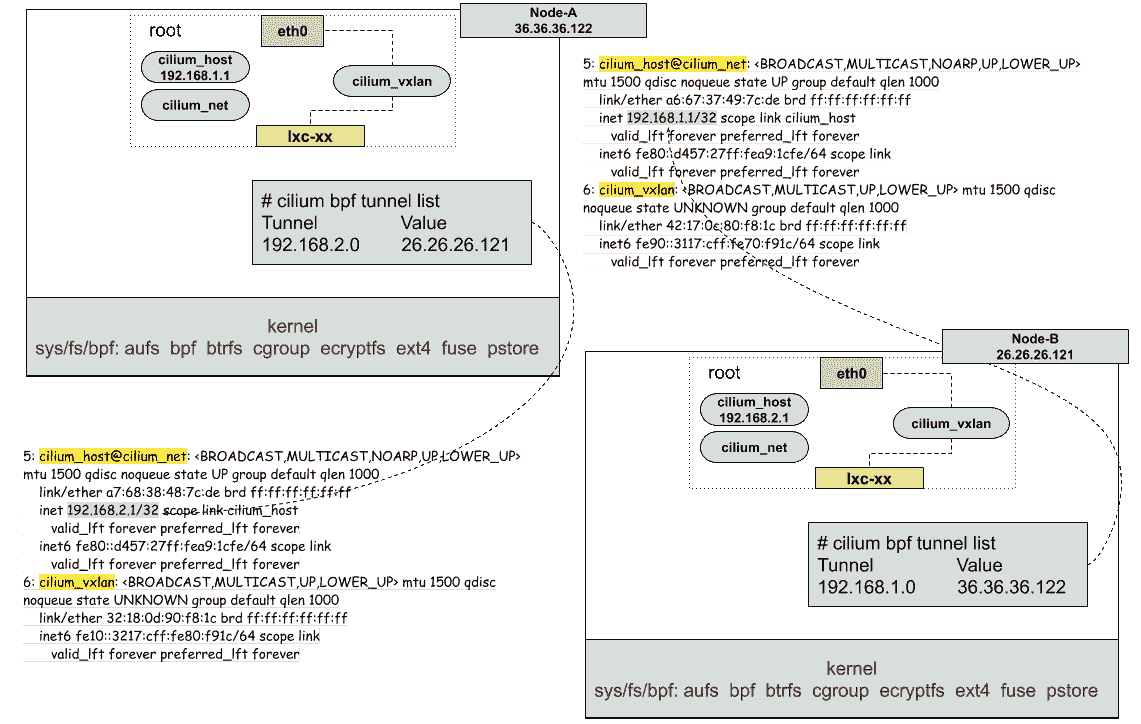 Node-A
36.36.36.122
root
eth0
cilium_host
192.168.1.1
cilium_vxlan
cilium_net
lxc-xx
# cilium bpf tunnel list
Tunnel Value
192.168.2.0 26.26.26.121
kernel
sys/fs/bpf: aufs bpf btrfs cgroup ecryptfs ext4 fuse pstore
5: cilium_host@cilium_net: <BROADCAST,MULTICAST,NOARP,UP,LOWER_UP>
mtu 1500 qdisc noqueue state UP group default qlen 1000
link/ether a6:67:37:49:7c:de brd ff:ff:ff:ff:ff:ff
inet 192.168.1.1/32 scope link cilium_host
valid_lft forever preferred_lft forever
inet6 fe80::d457:27ff:fea9:1cfe/64 scope link
valid_lft forever preferred_lft forever
6: cilium_vxlan: <BROADCAST,MULTICAST,UP,LOWER_UP> mtu 1500 qdisc
noqueue state UNKNOWN group default qlen 1000
link/ether 42:17:0c:80:f8:1c brd ff:ff:ff:ff:ff:ff
inet6 fe90::3117:cff:fe70:f91c/64 scope link
valid_lft forever preferred_lft forever
Node-B
26.26.26.121
root
eth0
cilium_host
192.168.2.1
cilium_vxlan
cilium_net
lxc-xx
# cilium bpf tunnel list
Tunnel Value
192.168.1.0 36.36.36.122
kernel
sys/fs/bpf: aufs bpf btrfs cgroup ecryptfs ext4 fuse pstore
5: cilium_host@cilium_net: <BROADCAST,MULTICAST,NOARP,UP,LOWER_UP>
mtu 1500 qdisc noqueue state UP group default qlen 1000
link/ether a7:68:38:48:7c:de brd ff:ff:ff:ff:ff:ff
inet 192.168.2.1/32 scope link cilium_host
valid_lft forever preferred_lft forever
inet6 fe80::d457:27ff:fea9:1cfe/64 scope link
valid_lft forever preferred_lft forever
6: cilium_vxlan: <BROADCAST,MULTICAST,UP,LOWER_UP> mtu 1500 qdisc
noqueue state UNKNOWN group default qlen 1000
link/ether 32:18:0d:90:f8:1c brd ff:ff:ff:ff:ff:ff
inet6 fe10::3217:cff:fe80:f91c/64 scope link
valid_lft forever preferred_lft forever